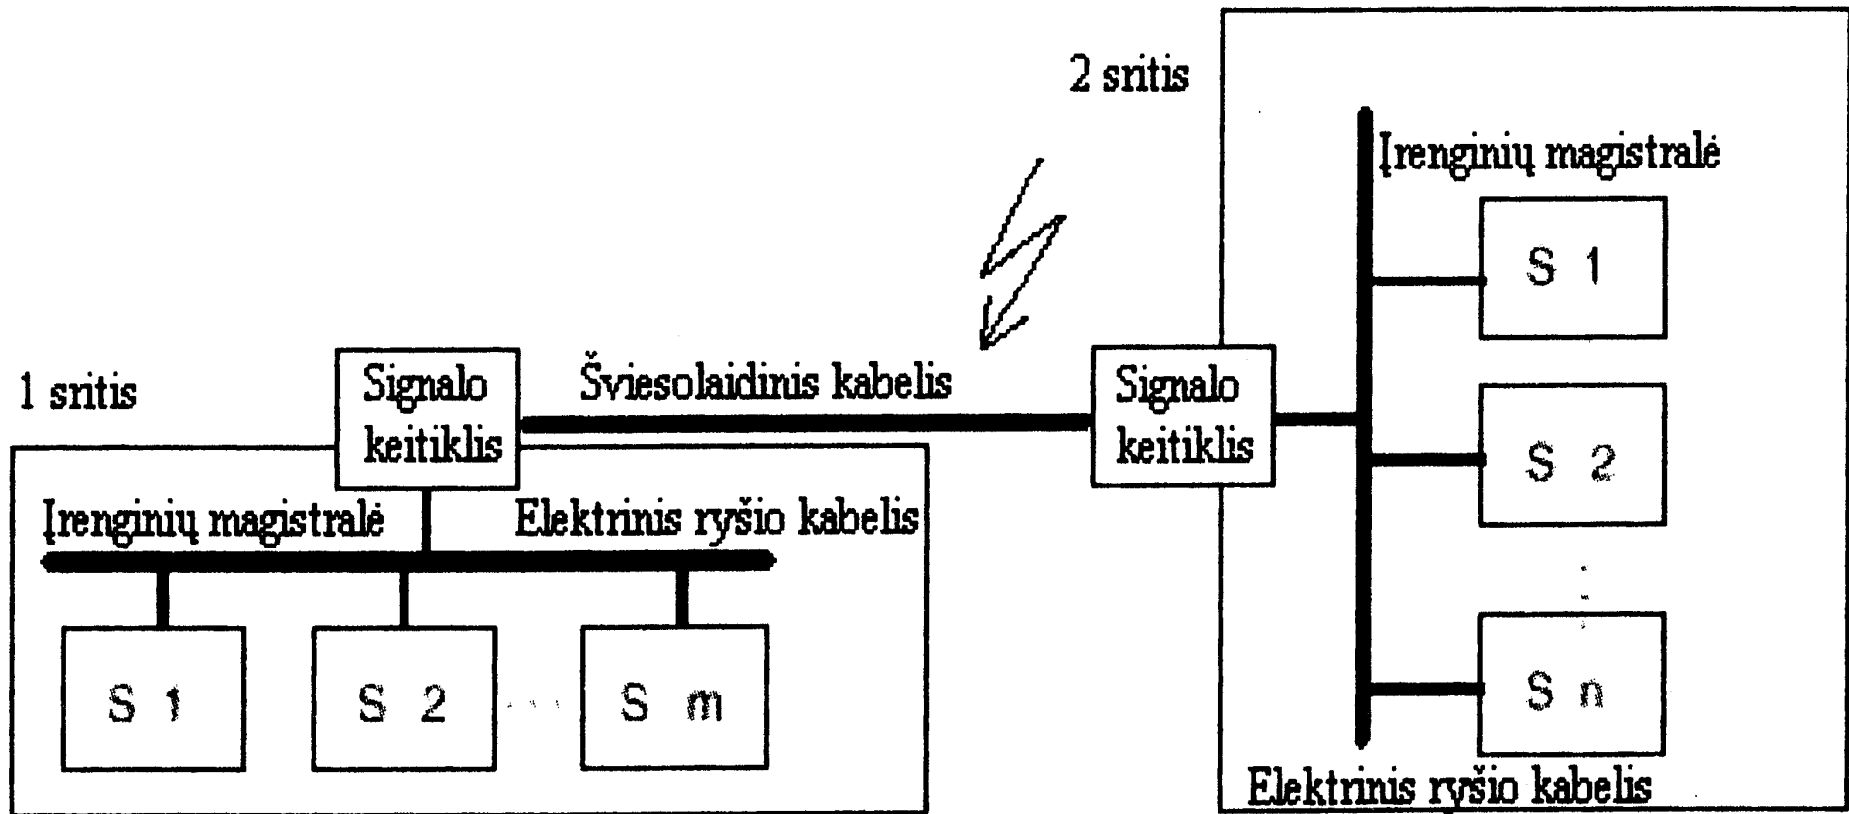 2 sritis
Įrenginių magistralė
S 1
S 2
S n
Elektrinis ryšio kabelis
Signalo
keitiklis
Šviesolaidinis kabelis
Signalo
keitiklis
1 sritis
Įrenginių magistralė
Elektrinis ryšio kabelis
S 1
S 2
S m